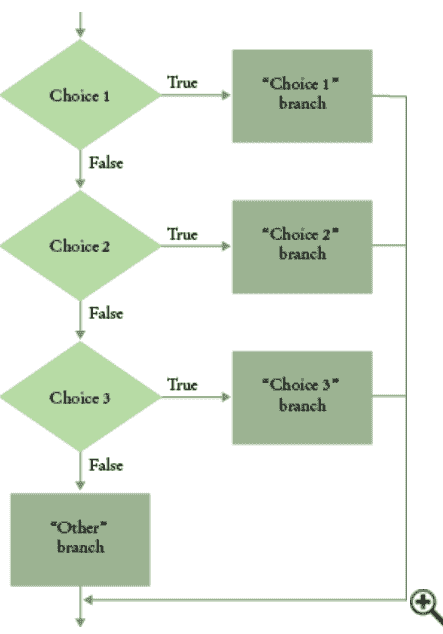 Choice 1
True
“Choice 1”
branch
False
Choice 2
True
“Choice 2”
branch
False
Choice 3
True
“Choice 3”
branch
False
“Other”
branch